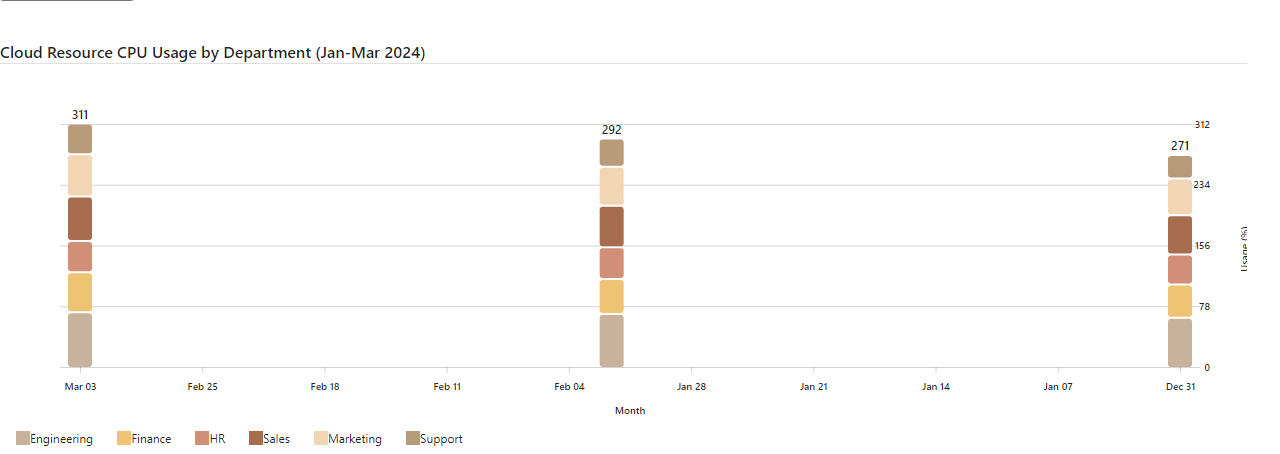 Cloud Resource CPU Usage by Department (Jan-Mar 2024)
311
292
271
312
234
156
78
0
Usage (%)
Mar 03 Feb 25 Feb 18 Feb 11 Feb 04 Jan 28 Jan 21 Jan 14 Jan 07 Dec 31
Month
Engineering Finance HR Sales Marketing Support